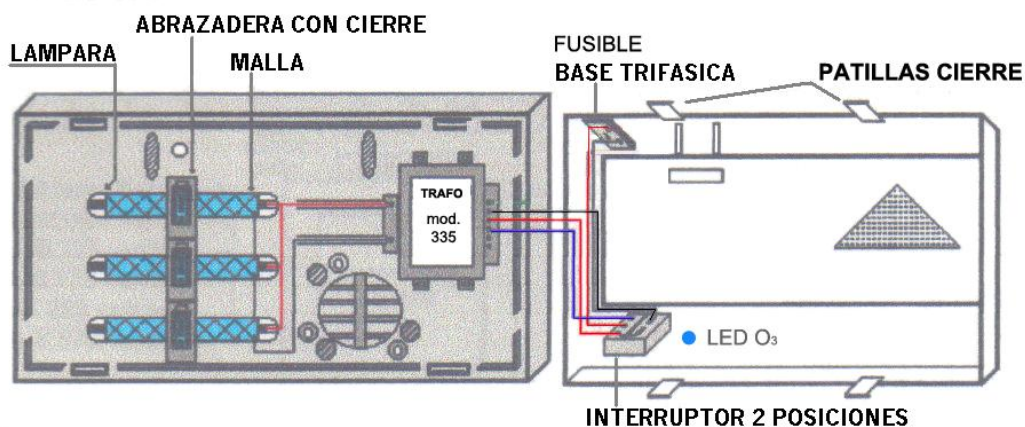 ABRAZADERA CON CIERRE
LAMPARA
MALLA
FUSIBLE
BASE TRIFASICA
PATILLAS CIERRE
TRAFO
mod.
335
LED O₃
INTERRUPTOR 2 POSICIONES